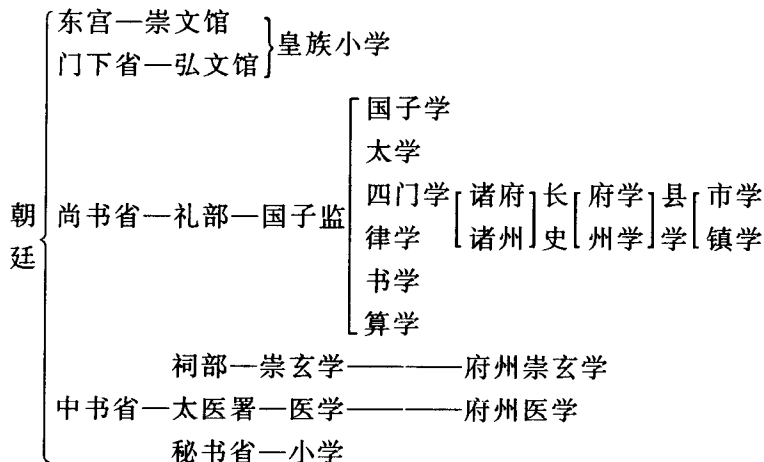 东宫—崇文馆
门下省—弘文馆
皇族小学
朝廷
尚书省—礼部—国子监
国子学
太学
四门学
律学
书学
算学
诸府
诸州
长史
府学
州学
县学
市学
镇学
祠部—崇玄学———府州崇玄学
中书省—太医署—医学———府州医学
秘书省—小学